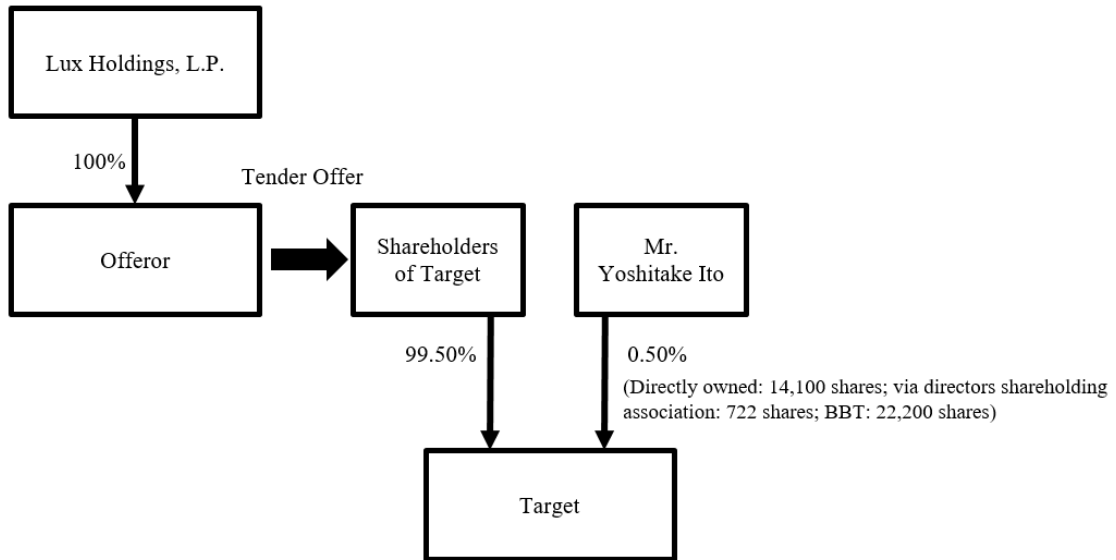 Lux Holdings, L.P.
100%
Tender Offer
Offeror
Shareholders
of Target
Mr.
Yoshitake Ito
99.50%
0.50%
(Directly owned: 14,100 shares; via directors shareholding
association: 722 shares; BBT: 22,200 shares)
Target